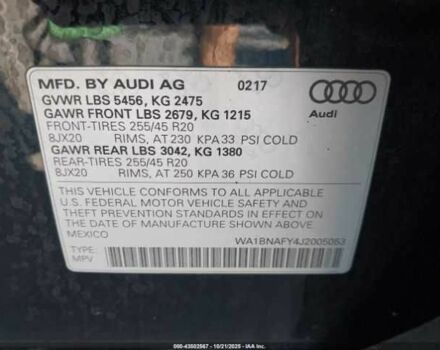 MFD. BY AUDI AG 0217
GVWR LBS 5456, KG 2475
GAWR FRONT LBS 2679, KG 1215
FRONT-TIRES 255/45 R20
8JX20 RIMS, AT 230 KPA 33 PSI COLD
GAWR REAR LBS 3042, KG 1380
REAR-TIRES 255/45 R20
8JX20 RIMS, AT 250 KPA 36 PSI COLD
Audi
THIS VEHICLE CONFORMS TO ALL APPLICABLE
U.S. FEDERAL MOTOR VEHICLE SAFETY AND
THEFT PREVENTION STANDARDS IN EFFECT ON
THE DATE OF MANUFACTURE SHOWN ABOVE.
MEXICO
WA1BNAFY4J2005053
TYPE:
MPV
000-43502567 - 10/21/2025 - IAAI.COM